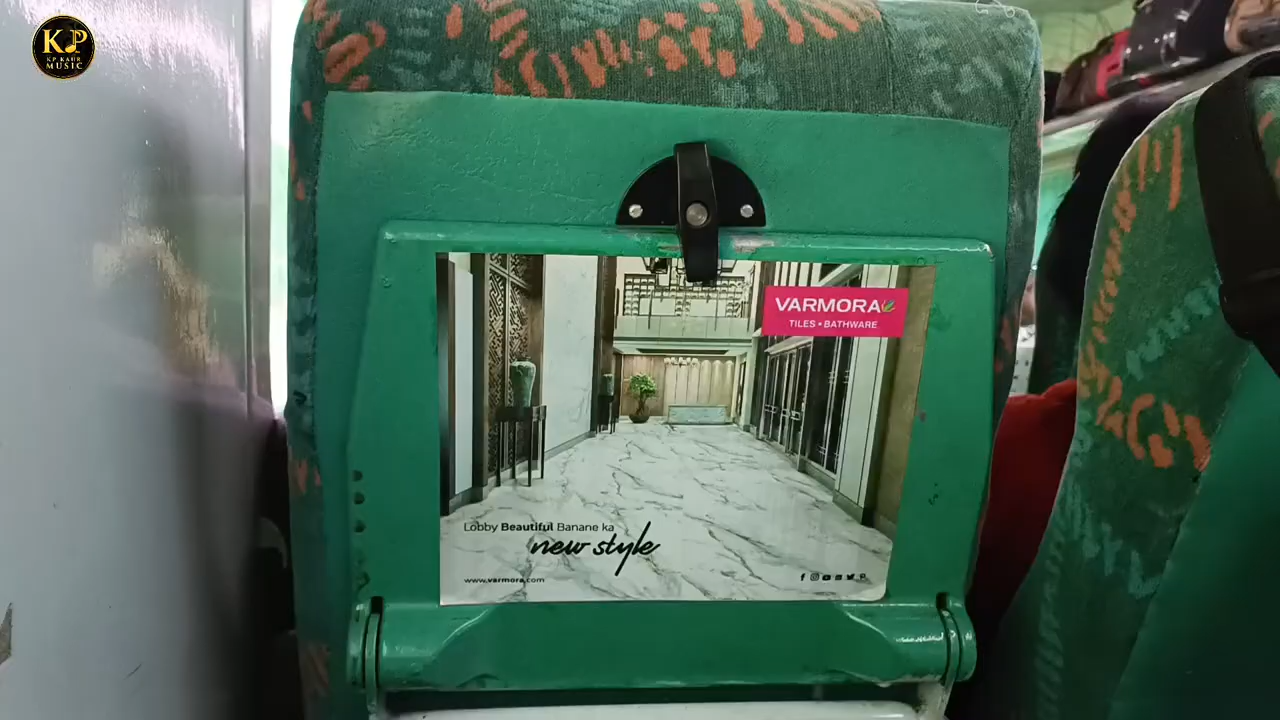 KP
KP KAUR
MUSIC
VARMORA
TILES • BATHWARE
Lobby Beautiful Banane ka
new style
www.varmora.com